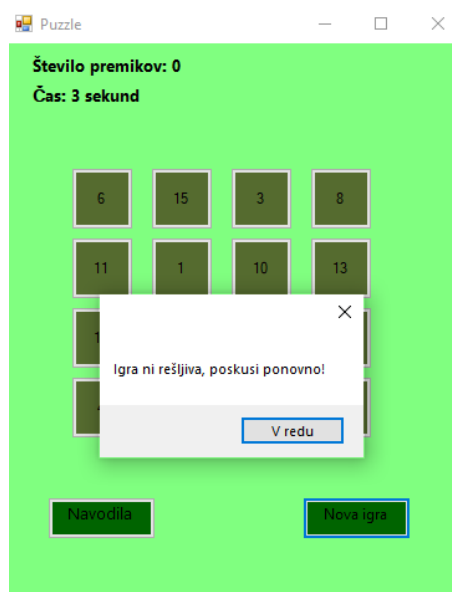 Puzzle
Število premikov: 0
Čas: 3 sekund
6 15 3 8
11 1 10 13
Igra ni rešljiva, poskusi ponovno!
V redu
Navodila Nova igra